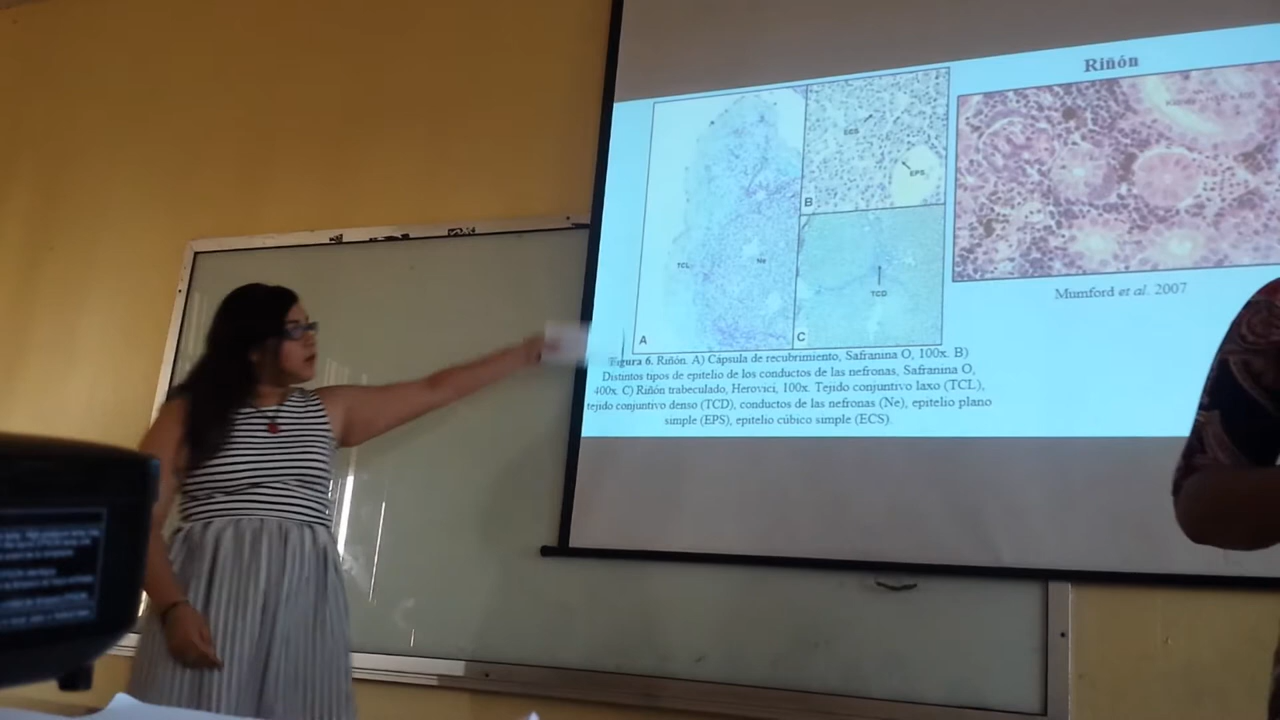 Riñón
ECS
EPS
B
TCL
Ne
TCD
A
C
Mumford et al. 2007
Figura 6. Riñón. A) Cápsula de recubrimiento, Safranina O, 100x. B)
Distintos tipos de epitelio de los conductos de las nefronas, Safranina O,
400x. C) Riñón trabeculado, Herovici, 100x. Tejido conjuntivo laxo (TCL),
tejido conjuntivo denso (TCD), conductos de las nefronas (Ne), epitelio plano
simple (EPS), epitelio cúbico simple (ECS).